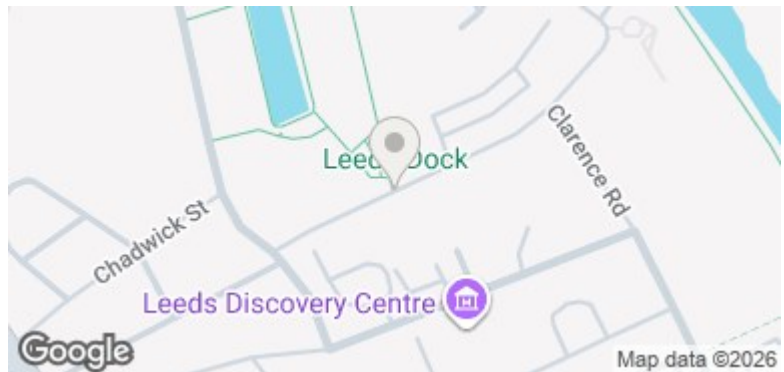 Leeds Dock
Clarence Rd
Chadwick St
Leeds Discovery Centre
Google
Map data ©2026